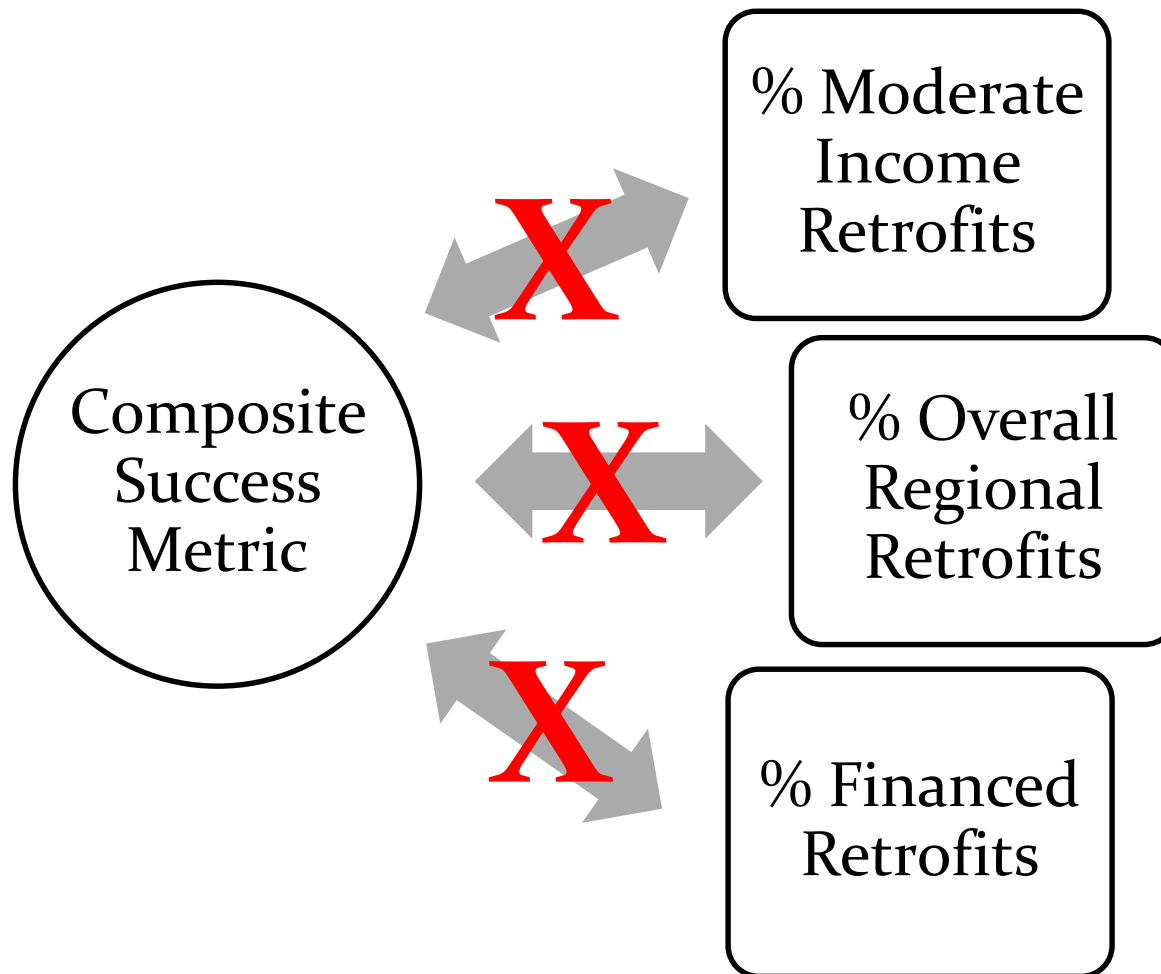 Composite
Success
Metric
X
X
X
% Moderate
Income
Retrofits
% Overall
Regional
Retrofits
% Financed
Retrofits